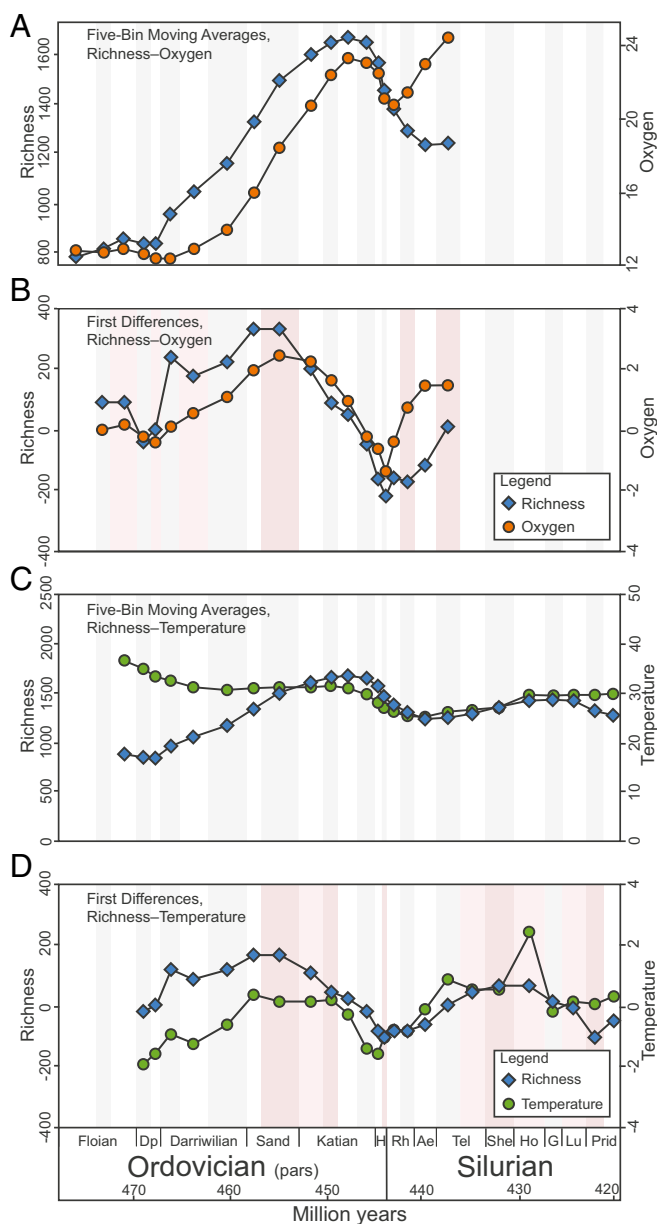 A
Five-Bin Moving Averages,
Richness–Oxygen
Richness
1600
1400
1200
1000
800
Oxygen
24
20
16
12
B
First Differences,
Richness–Oxygen
Richness
400
200
0
-200
-400
Oxygen
4
2
0
-2
-4
Legend
Richness
Oxygen
C
Five-Bin Moving Averages,
Richness–Temperature
Richness
2500
2000
1500
1000
500
0
Temperature
50
40
30
20
10
0
D
First Differences,
Richness–Temperature
Richness
400
200
0
-200
-400
Temperature
4
2
0
-2
-4
Legend
Richness
Temperature
Floian Dp Darriwilian Sand Katian H Rh Ae Tel She Ho G Lu Prid
Ordovician (pars) Silurian
470 460 450 440 430 420
Million years